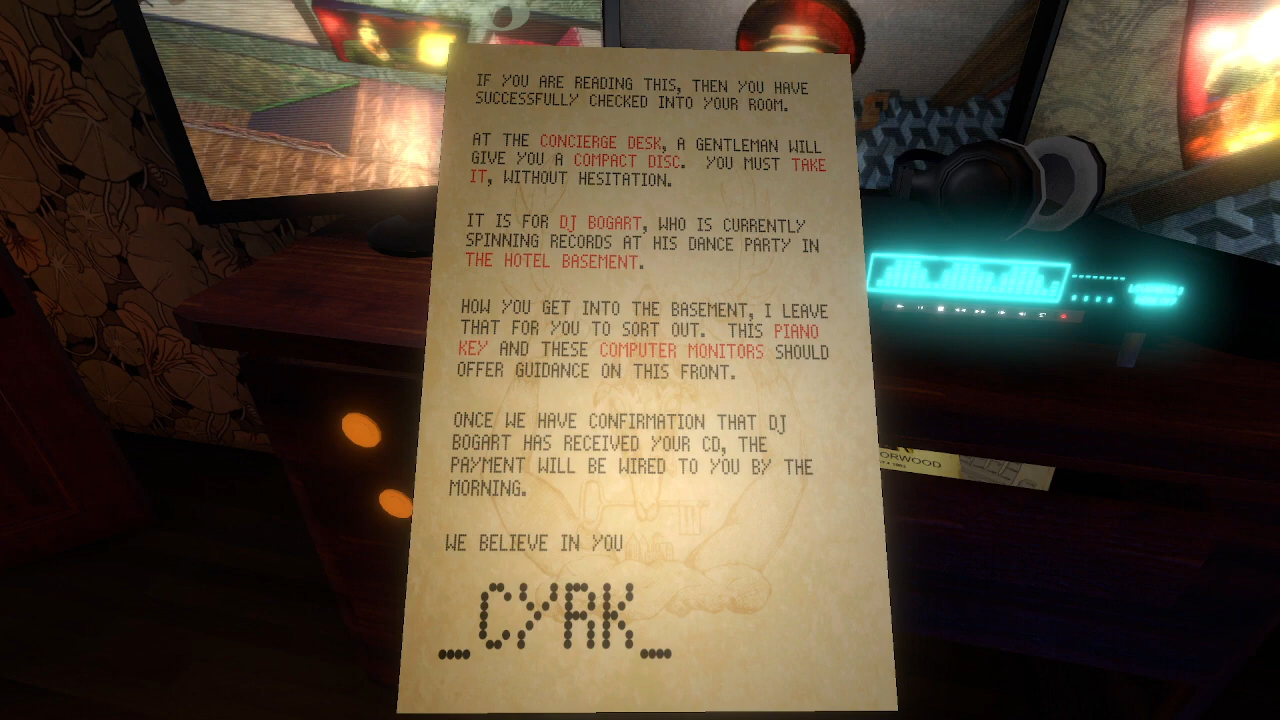 IF YOU ARE READING THIS, THEN YOU HAVE
SUCCESSFULLY CHECKED INTO YOUR ROOM.
AT THE CONCIERGE DESK, A GENTLEMAN WILL
GIVE YOU A COMPACT DISC. YOU MUST TAKE
IT, WITHOUT HESITATION.
IT IS FOR DJ BOGART, WHO IS CURRENTLY
SPINNING RECORDS AT HIS DANCE PARTY IN
THE HOTEL BASEMENT.
HOW YOU GET INTO THE BASEMENT, I LEAVE
THAT FOR YOU TO SORT OUT. THIS PIANO
KEY AND THESE COMPUTER MONITORS SHOULD
OFFER GUIDANCE ON THIS FRONT.
ONCE WE HAVE CONFIRMATION THAT DJ
BOGART HAS RECEIVED YOUR CD, THE
PAYMENT WILL BE WIRED TO YOU BY THE
MORNING.
WE BELIEVE IN YOU
_CYRK_
ORWOOD